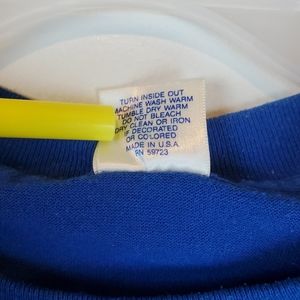 TURN INSIDE OUT
MACHINE WASH WARM
TUMBLE DRY WARM
DO NOT BLEACH
DRY CLEAN OR IRON
IF DECORATED
OR COLORED
MADE IN U.S.A
RN 59723